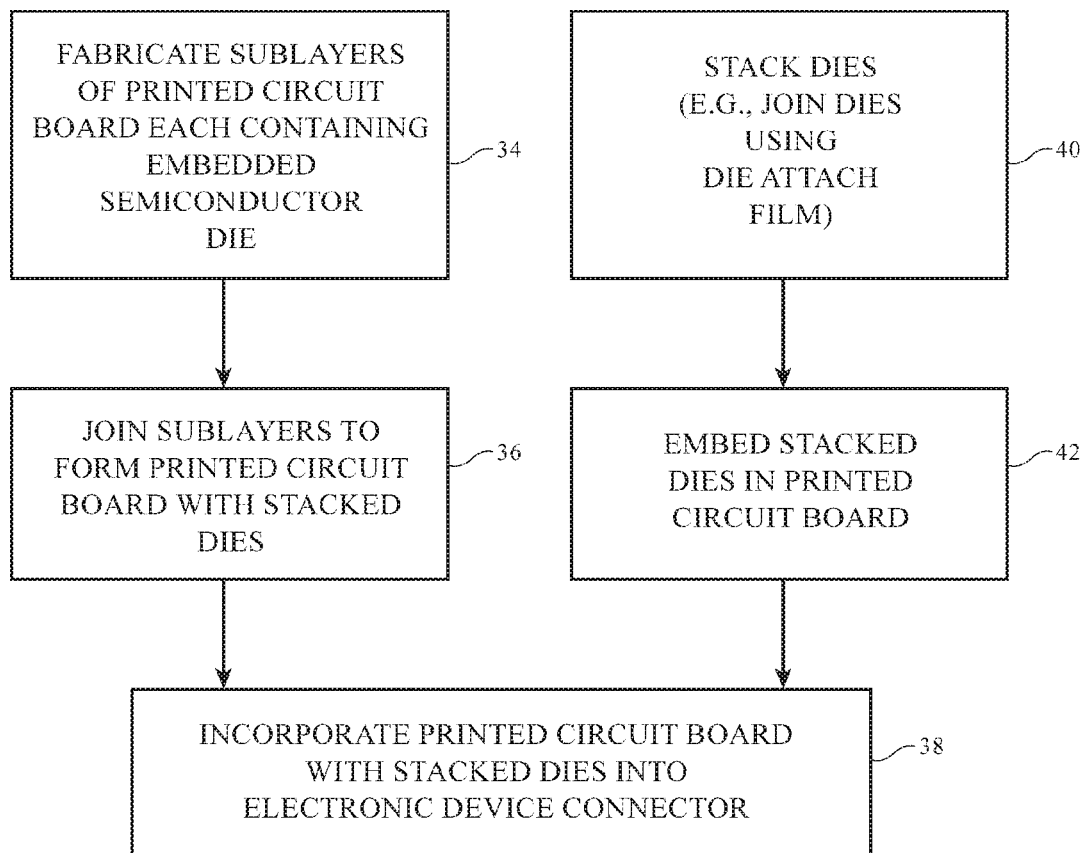 FABRICATE SUBLAYERS
OF PRINTED CIRCUIT
BOARD EACH CONTAINING
EMBEDDED
SEMICONDUCTOR
DIE
34
STACK DIES
(E.G., JOIN DIES
USING
DIE ATTACH
FILM)
40
JOIN SUBLAYERS TO
FORM PRINTED CIRCUIT
BOARD WITH STACKED
DIES
36
EMBED STACKED
DIES IN PRINTED
CIRCUIT BOARD
42
INCORPORATE PRINTED CIRCUIT BOARD
WITH STACKED DIES INTO
ELECTRONIC DEVICE CONNECTOR
38